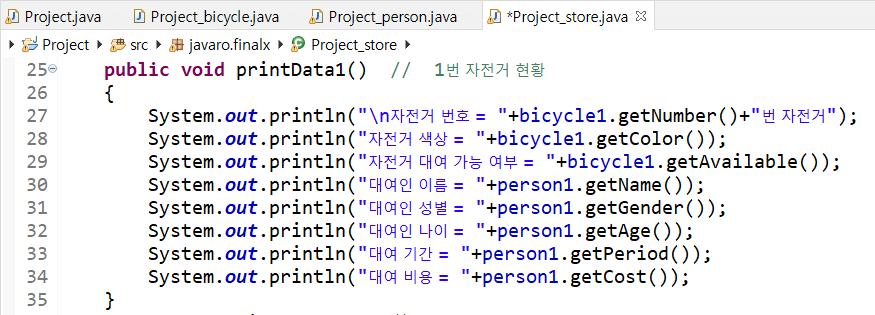 Project.java Project_bicycle.java Project_person.java *Project_store.java
Project src javaro.finalx Project_store
25 public void printData1() // 1번 자전거 현황
26 {
27 System.out.println("\n자전거 번호 = "+bicycle1.getNumber()+"번 자전거");
28 System.out.println("자전거 색상 = "+bicycle1.getColor());
29 System.out.println("자전거 대여 가능 여부 = "+bicycle1.getAvailable());
30 System.out.println("대여인 이름 = "+person1.getName());
31 System.out.println("대여인 성별 = "+person1.getGender());
32 System.out.println("대여인 나이 = "+person1.getAge());
33 System.out.println("대여 기간 = "+person1.getPeriod());
34 System.out.println("대여 비용 = "+person1.getCost());
35 }